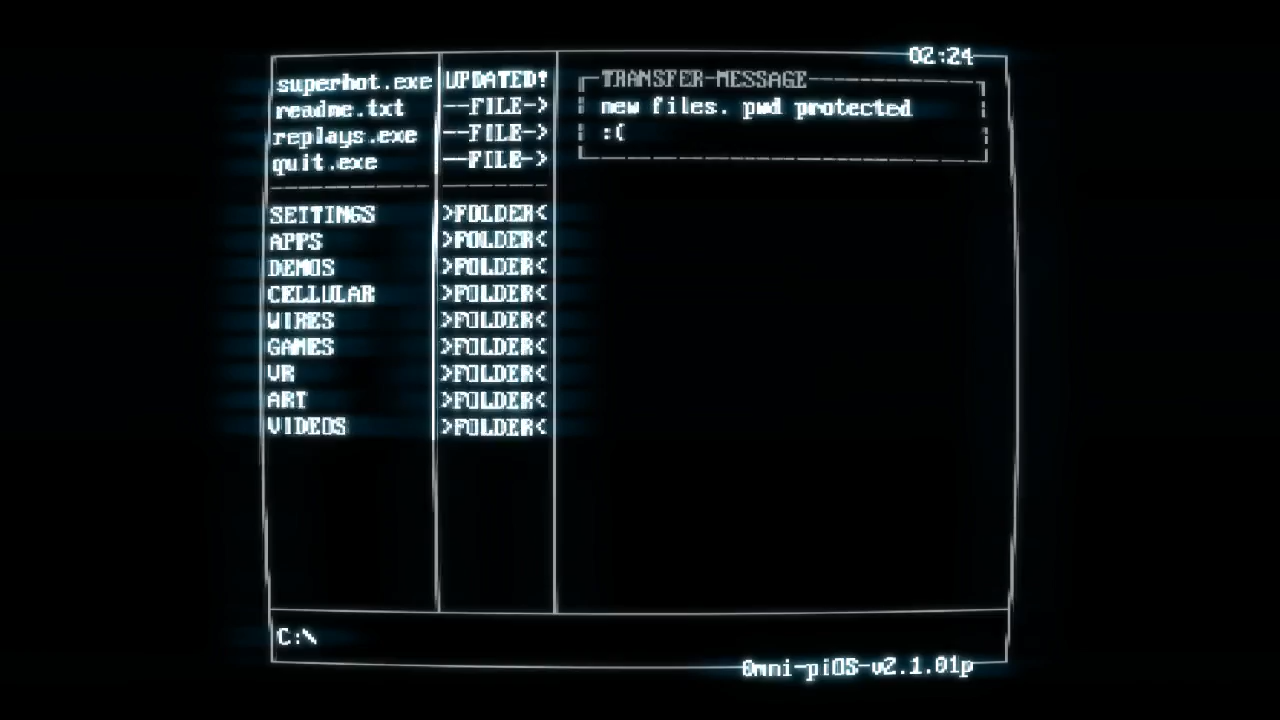 02:24
superhot.exe UPDATED!
readme.txt --FILE->
replays.exe --FILE->
quit.exe --FILE->
SETTINGS >FOLDER<
APPS >FOLDER<
DEMOS >FOLDER<
CELLULAR >FOLDER<
WIRES >FOLDER<
GAMES >FOLDER<
VR >FOLDER<
ART >FOLDER<
VIDEOS >FOLDER<
TRANSFER-MESSAGE
new files. pwd protected
:(
C:\
Omni-piOS-v2.1.01p